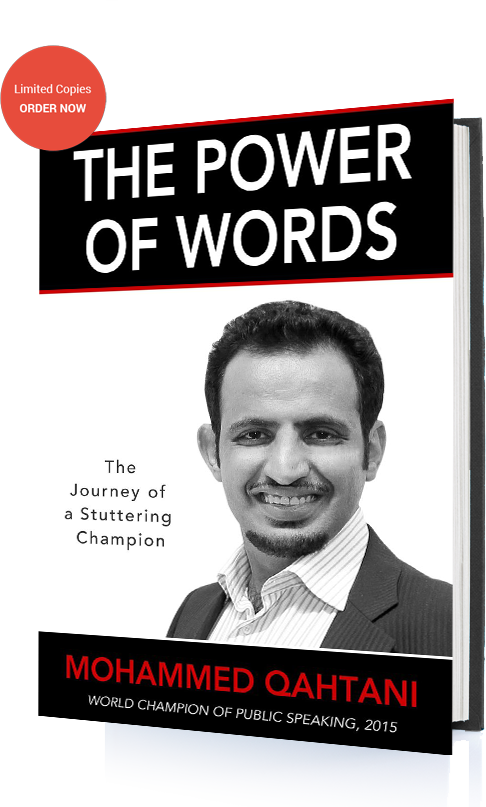 Limited Copies
ORDER NOW
THE POWER
OF WORDS
The
Journey of
a Stuttering
Champion
MOHAMMED QAHTANI
WORLD CHAMPION OF PUBLIC SPEAKING, 2015